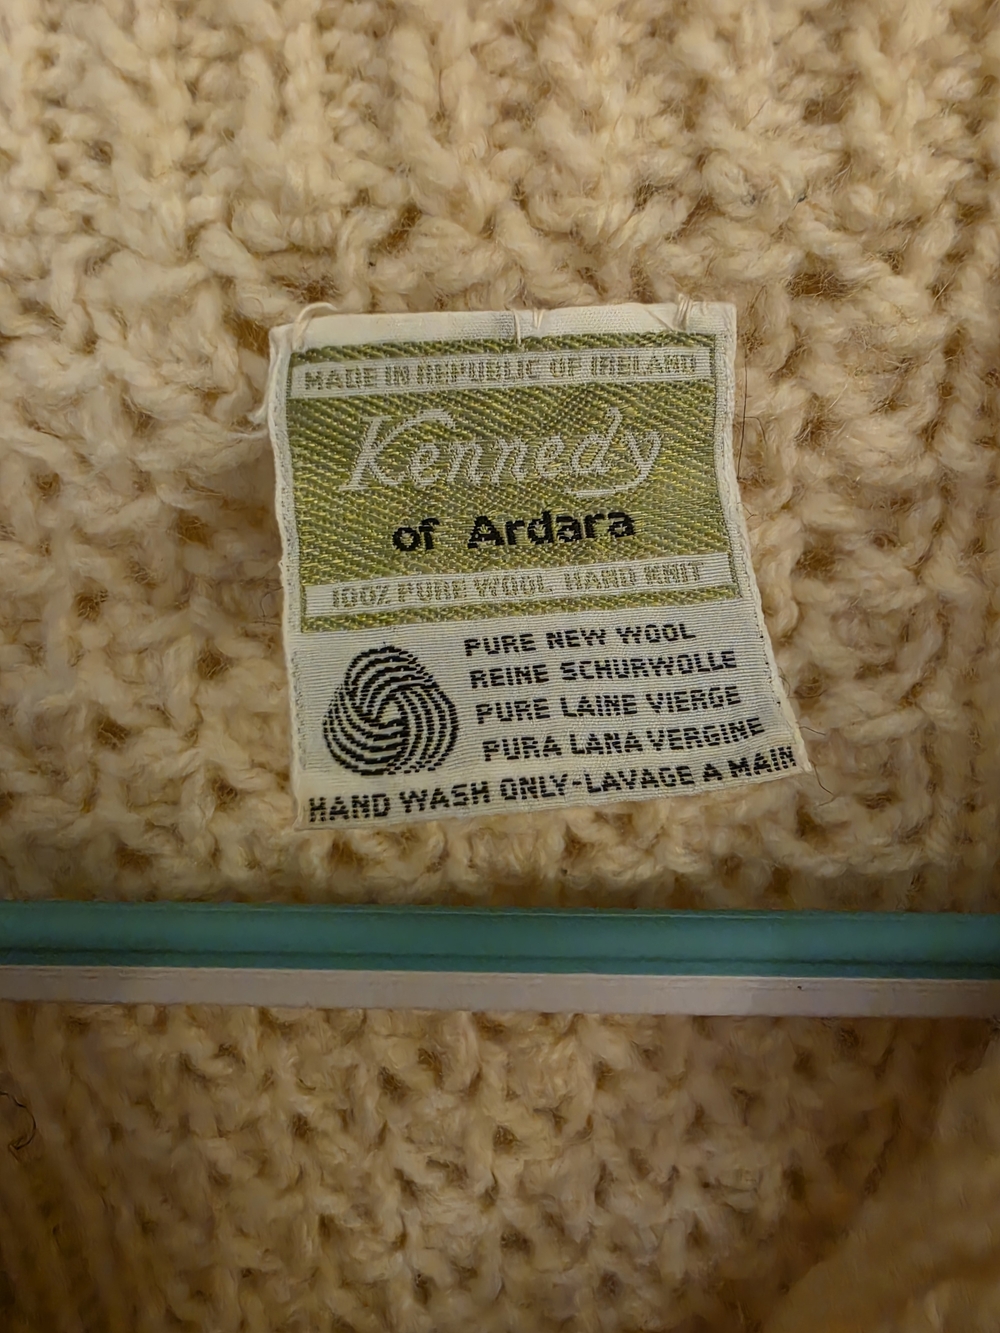 MADE IN REPUBLIC OF IRELAND
Kennedy
of Ardara
100% PURE WOOL HAND KNIT
PURE NEW WOOL
REINE SCHURWOLLE
PURE LAINE VIERGE
PURA LANA VERGINE
HAND WASH ONLY-LAVAGE A MAIN